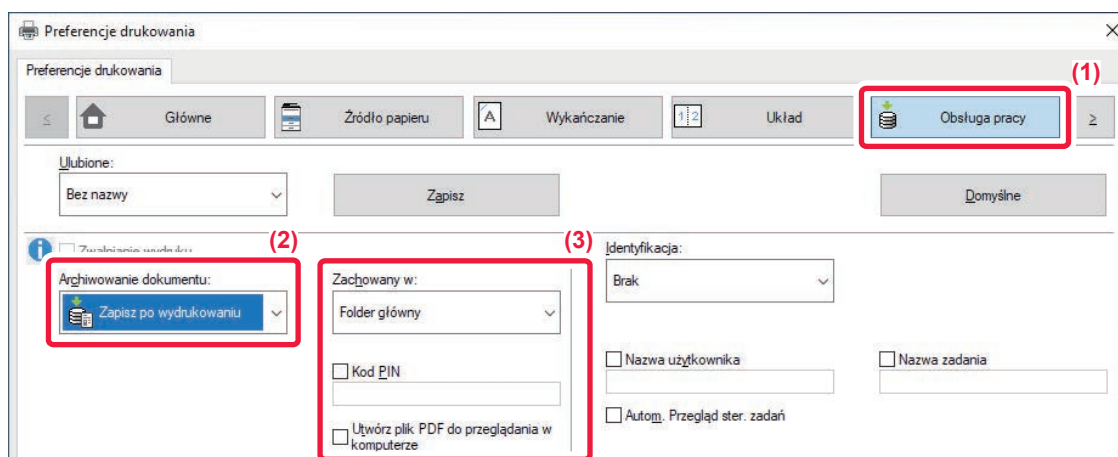 Preferencje drukowania
Preferencje drukowania
(1)
< Główne Źródło papieru Wykańczanie Układ Obsługa pracy >
Ulubione:
Bez nazwy Zapisz Domyślne
(2) (3)
Zwalnianie wydruku Identyfikacja:
Archiwowanie dokumentu: Zachowany w: Brak
Zapisz po wydrukowaniu Folder główny
Nazwa użytkownika Nazwa zadania
Kod PIN
Autom. Przegląd ster. zadań
Utwórz plik PDF do przeglądania w
komputerze